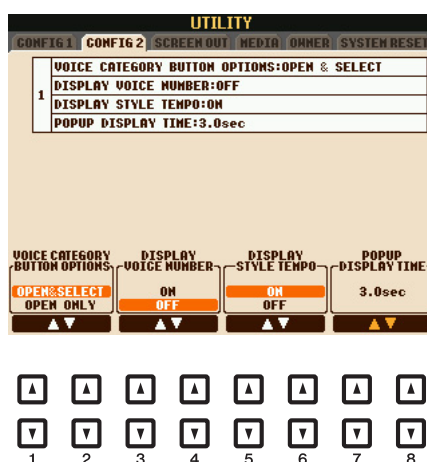 UTILITY
CONFIG 1 CONFIG 2 SCREEN OUT MEDIA OWNER SYSTEM RESET
1
VOICE CATEGORY BUTTON OPTIONS:OPEN & SELECT
DISPLAY VOICE NUMBER:OFF
DISPLAY STYLE TEMPO:ON
POPUP DISPLAY TIME:3.0sec
VOICE CATEGORY BUTTON OPTIONS
DISPLAY VOICE NUMBER
DISPLAY STYLE TEMPO
POPUP DISPLAY TIME
OPEN&SELECT ON ON 3.0sec
OPEN ONLY OFF OFF
1 2 3 4 5 6 7 8